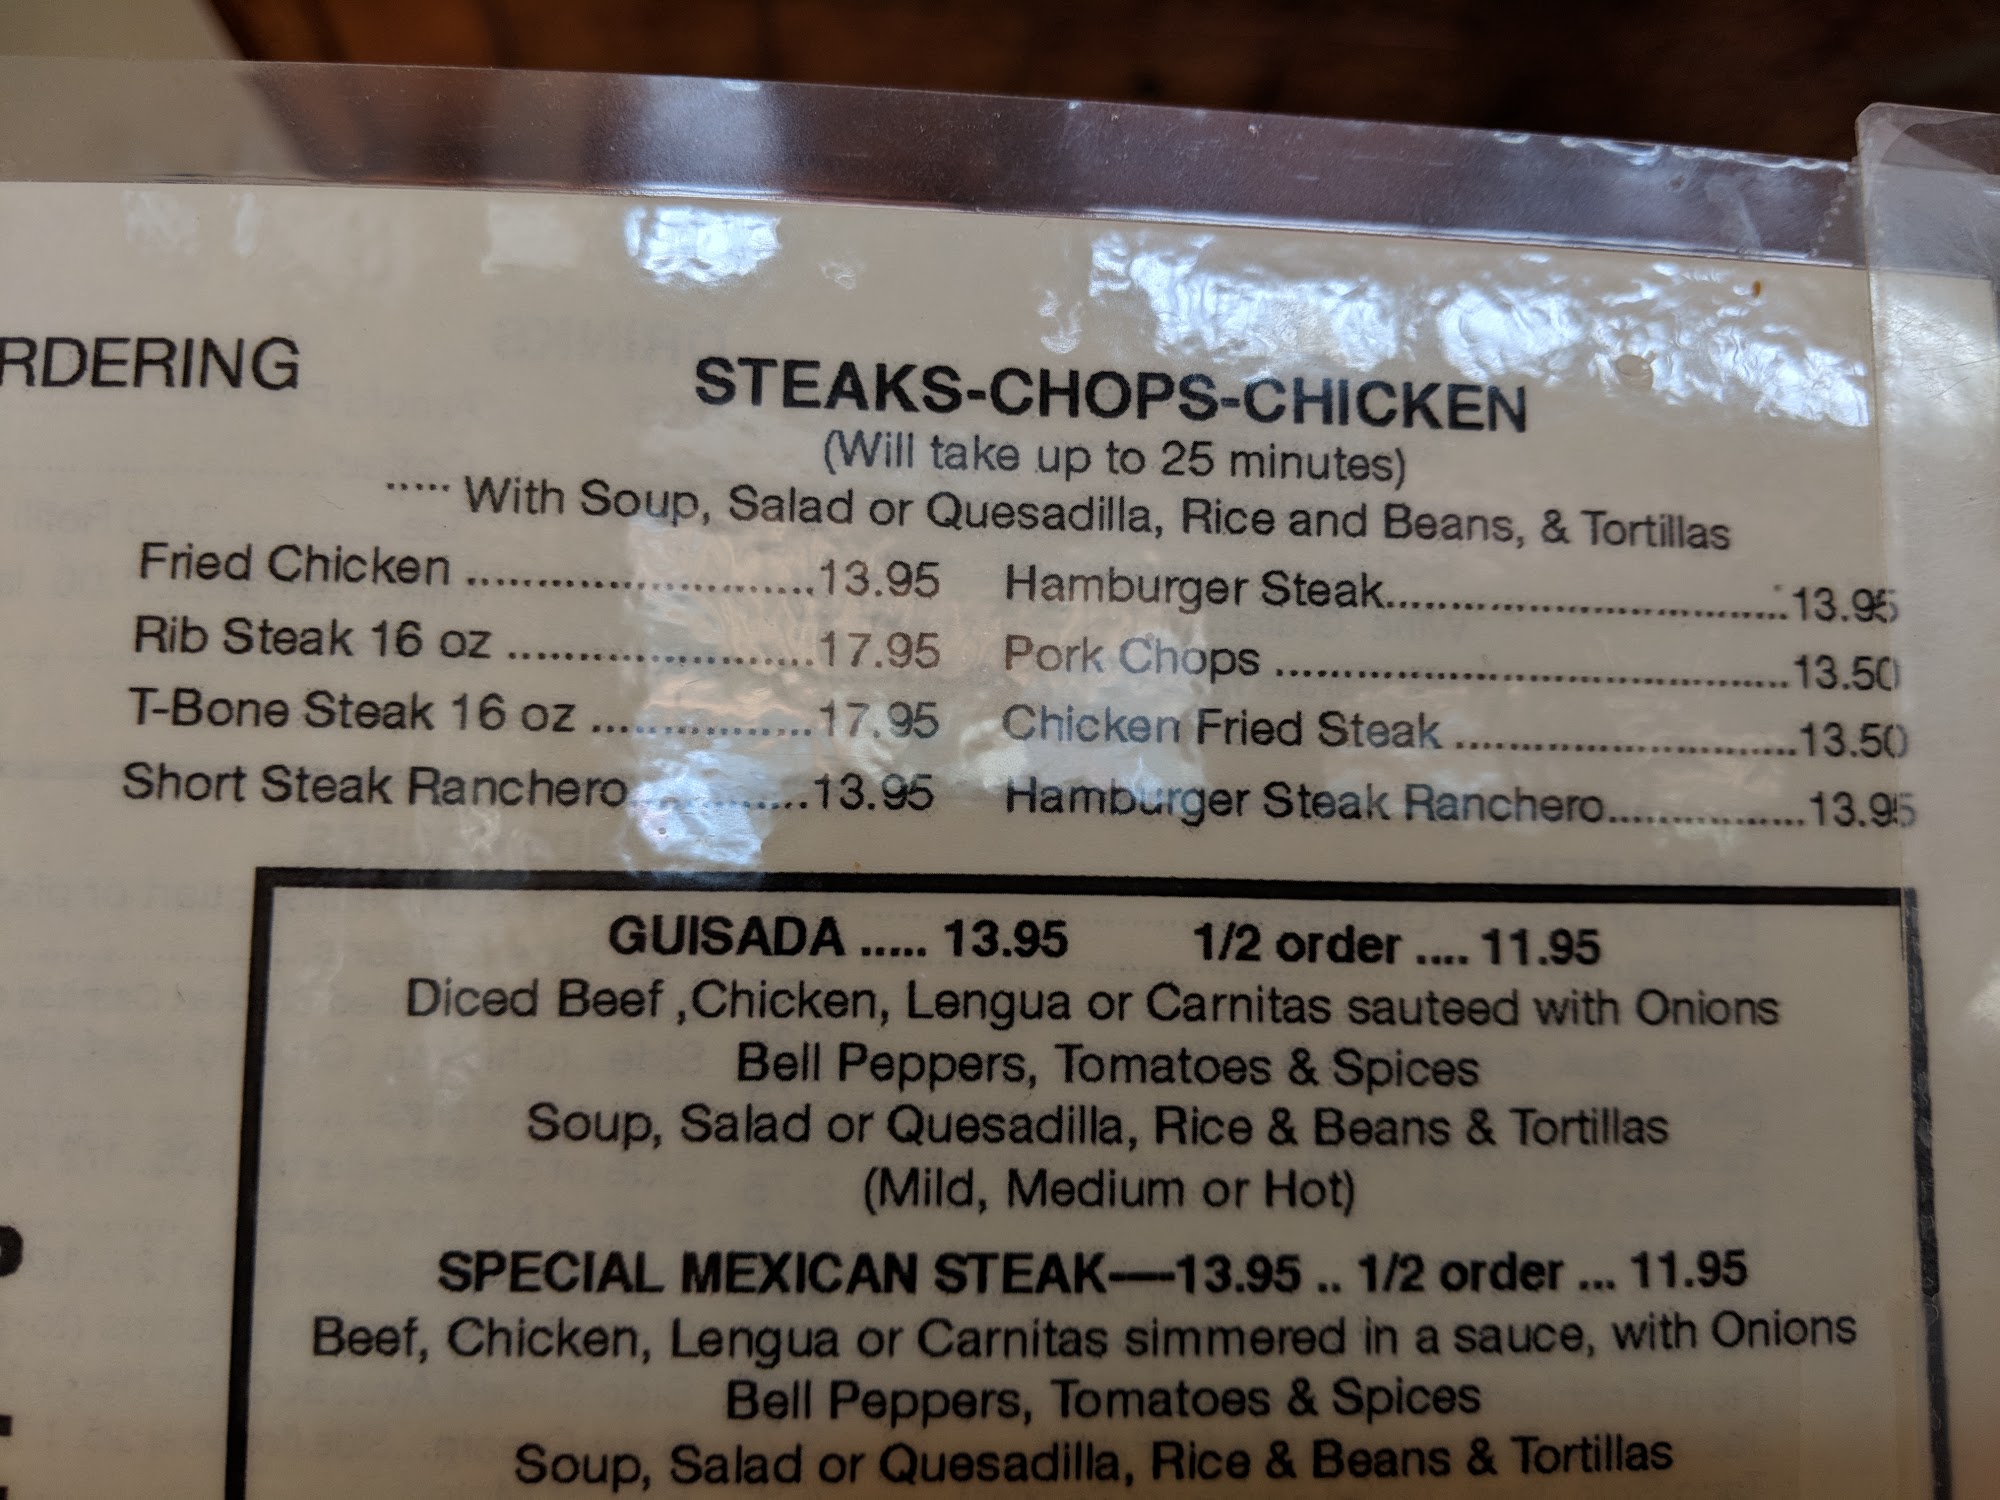 RDERING
STEAKS-CHOPS-CHICKEN
(Will take up to 25 minutes)
..... With Soup, Salad or Quesadilla, Rice and Beans, & Tortillas
Fried Chicken ........................13.95 Hamburger Steak............................13.95
Rib Steak 16 oz .....................17.95 Pork Chops ....................................13.50
T-Bone Steak 16 oz ...............17.95 Chicken Fried Steak ........................13.50
Short Steak Ranchero............13.95 Hamburger Steak Ranchero..............13.95
GUISADA ..... 13.95 1/2 order .... 11.95
Diced Beef ,Chicken, Lengua or Carnitas sauteed with Onions
Bell Peppers, Tomatoes & Spices
Soup, Salad or Quesadilla, Rice & Beans & Tortillas
(Mild, Medium or Hot)
SPECIAL MEXICAN STEAK—13.95 .. 1/2 order ... 11.95
Beef, Chicken, Lengua or Carnitas simmered in a sauce, with Onions
Bell Peppers, Tomatoes & Spices
Soup, Salad or Quesadilla, Rice & Beans & Tortillas